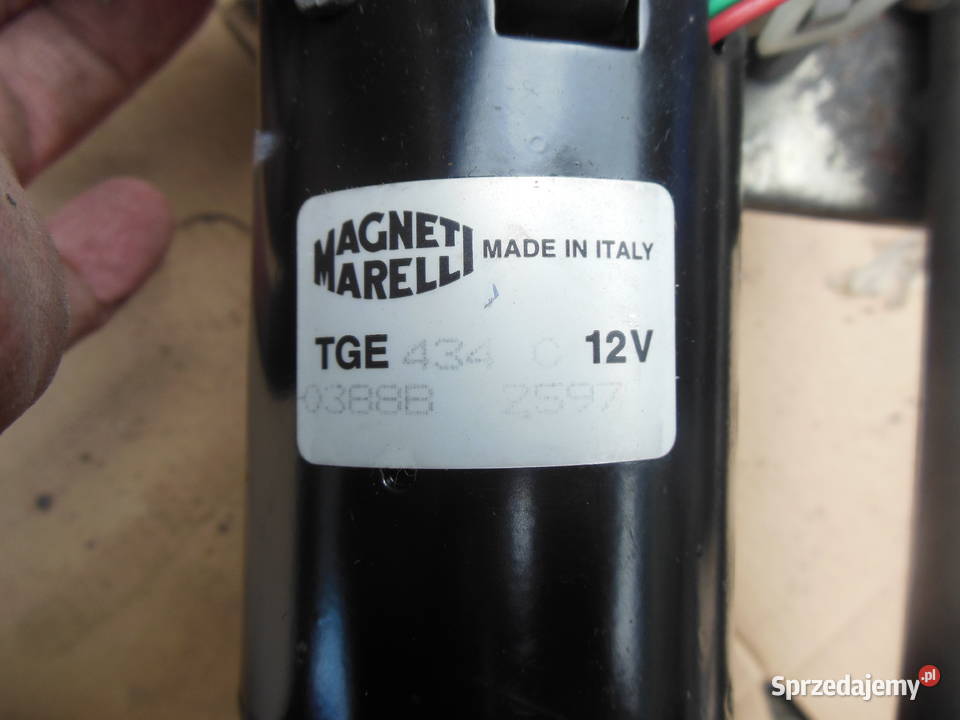 MAGNETI
MARELLI
MADE IN ITALY
TGE 434 C 12V
0388B 2597
Sprzedajemy.pl